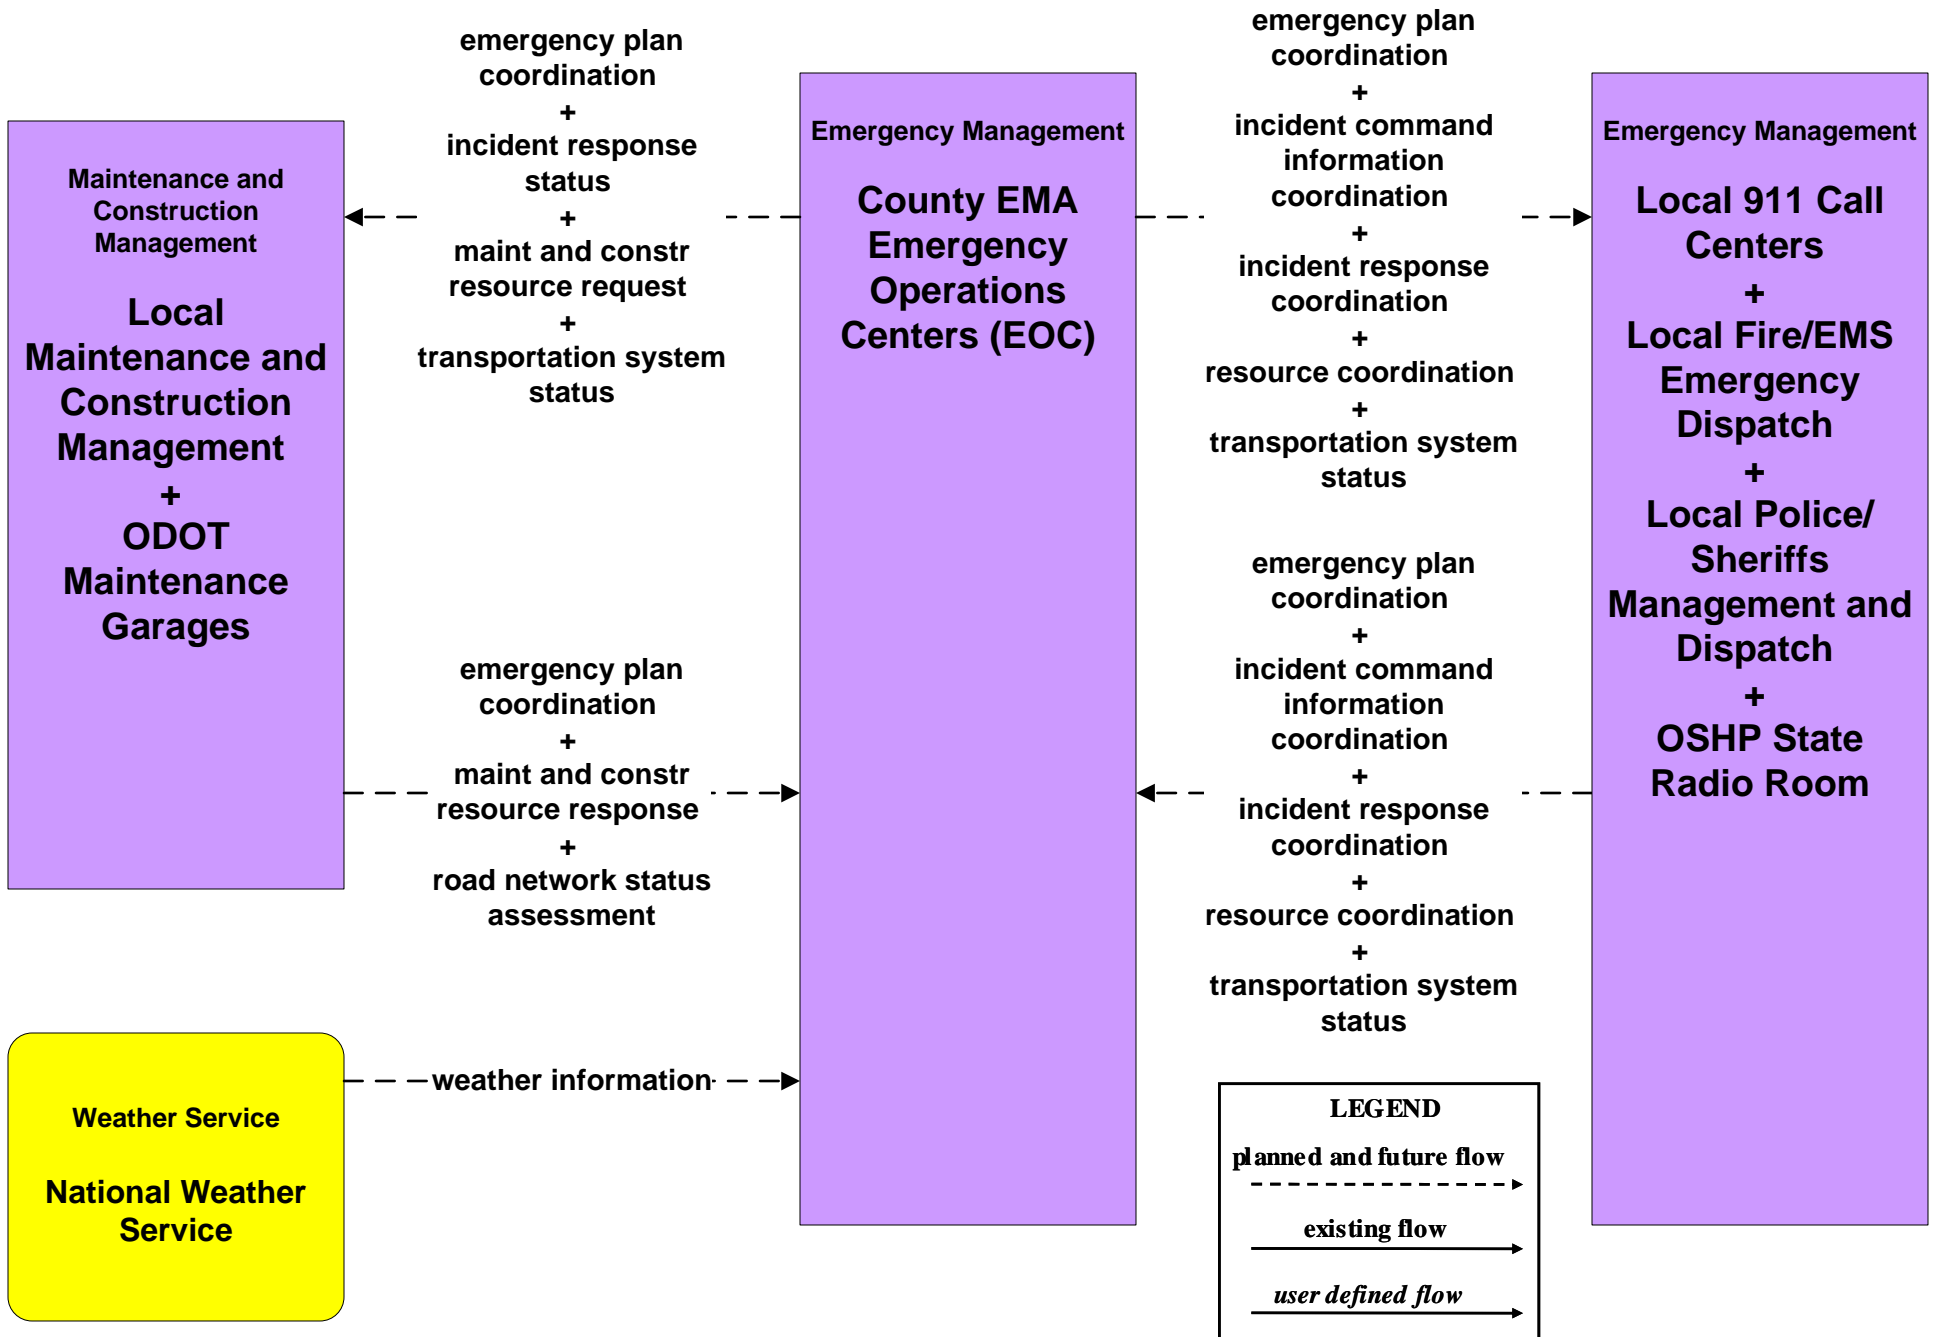 Maintenance and
Construction
Management
Local
Maintenance and
Construction
Management
+
ODOT
Maintenance
Garages
emergency plan
coordination
+
incident response
status
+
maint and constr
resource request
+
transportation system
status
emergency plan
coordination
+
maint and constr
resource response
+
road network status
assessment
Weather Service
National Weather
Service
weather information
Emergency Management
County EMA
Emergency
Operations
Centers (EOC)
emergency plan
coordination
+
incident command
information
coordination
+
incident response
coordination
+
resource coordination
+
transportation system
status
emergency plan
coordination
+
incident command
information
coordination
+
incident response
coordination
+
resource coordination
+
transportation system
status
Emergency Management
Local 911 Call
Centers
+
Local Fire/EMS
Emergency
Dispatch
+
Local Police/
Sheriffs
Management and
Dispatch
+
OSHP State
Radio Room
LEGEND
planned and future flow
existing flow
user defined flow